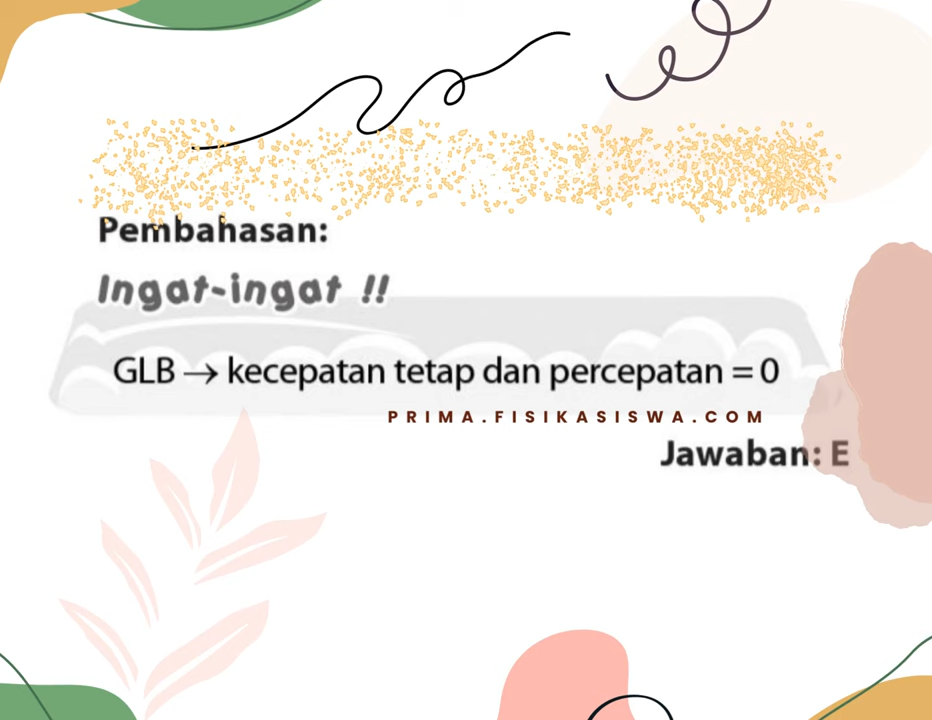 Pembahasan:
Ingat-ingat !!
GLB → kecepatan tetap dan percepatan = 0
PRIMA.FISIKASISWA.COM
Jawaban: E